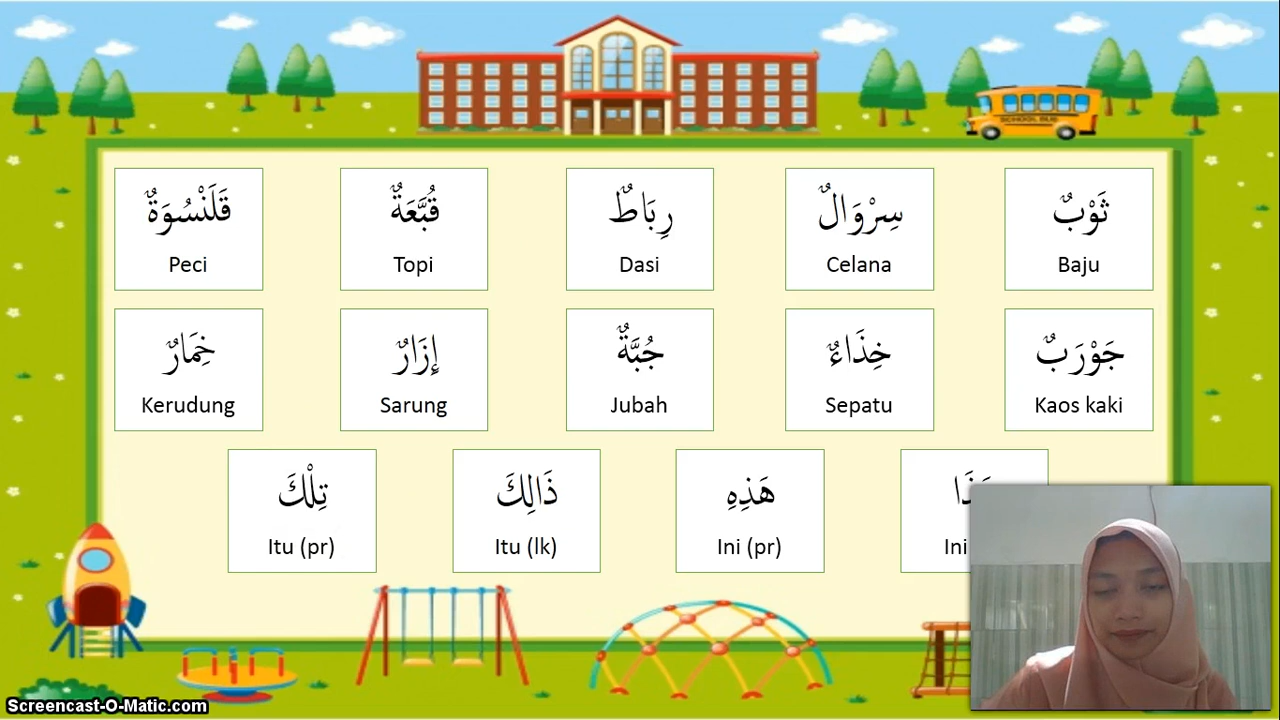 SCHOOL BUS
ثَوْبٌ
Baju
سِرْوَالٌ
Celana
رِبَاطٌ
Dasi
قُبَّعَةٌ
Topi
قَلَنْسُوَةٌ
Peci
جَوْرَبٌ
Kaos kaki
خِذَاءٌ
Sepatu
جُبَّةٌ
Jubah
إِزَارٌ
Sarung
خِمَارٌ
Kerudung
Ini
هَذِهِ
Ini (pr)
ذَالِكَ
Itu (lk)
تِلْكَ
Itu (pr)
Screencast-O-Matic.com